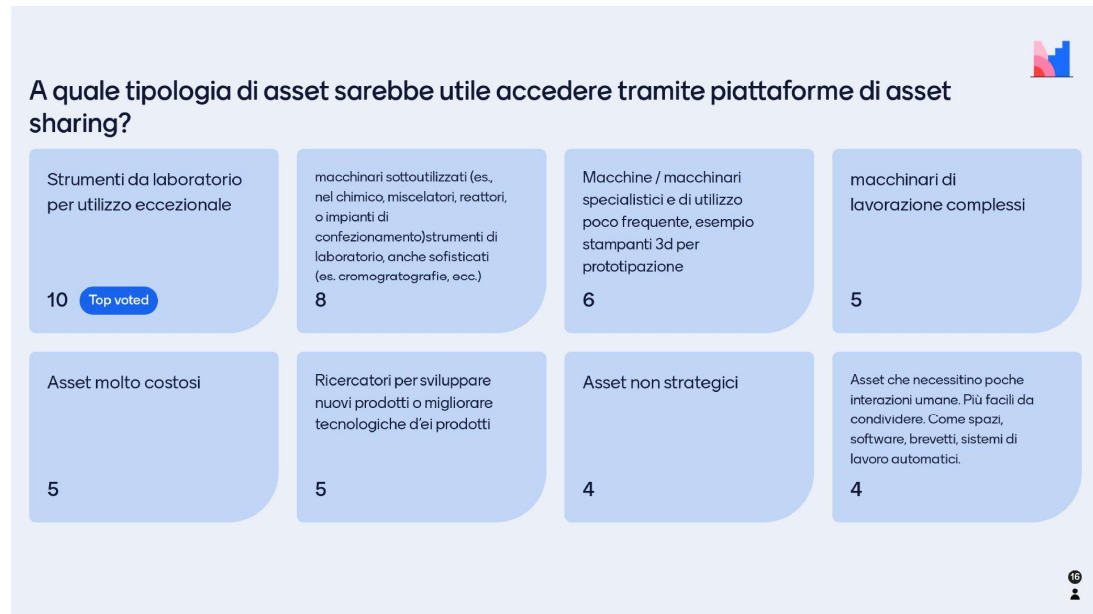 A quale tipologia di asset sarebbe utile accedere tramite piattaforme di asset
sharing?
Strumenti da laboratorio
per utilizzo eccezionale
10 Top voted
macchinari sottoutilizzati (es.,
nel chimico, miscelatori, reattori,
o impianti di
confezionamento)strumenti di
laboratorio, anche sofisticati
(es. cromogratografie, ecc.)
8
Macchine / macchinari
specialistici e di utilizzo
poco frequente, esempio
stampanti 3d per
prototipazione
6
macchinari di
lavorazione complessi
5
Asset molto costosi
5
Ricercatori per sviluppare
nuovi prodotti o migliorare
tecnologiche d'ei prodotti
5
Asset non strategici
4
Asset che necessitino poche
interazioni umane. Più facili da
condividere. Come spazi,
software, brevetti, sistemi di
lavoro automatici.
4
16